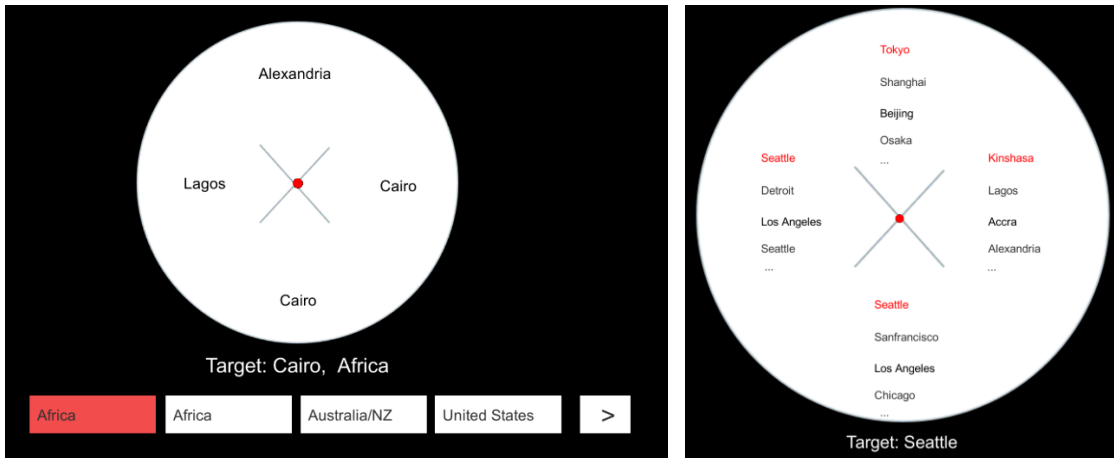 Alexandria
Lagos
Cairo
Cairo
Target: Cairo, Africa
Africa
Africa
Australia/NZ
United States
>
Tokyo
Shanghai
Beijing
Osaka
...
Seattle
Detroit
Los Angeles
Seattle
...
Kinshasa
Lagos
Accra
Alexandria
...
Seattle
Sanfrancisco
Los Angeles
Chicago
...
Target: Seattle